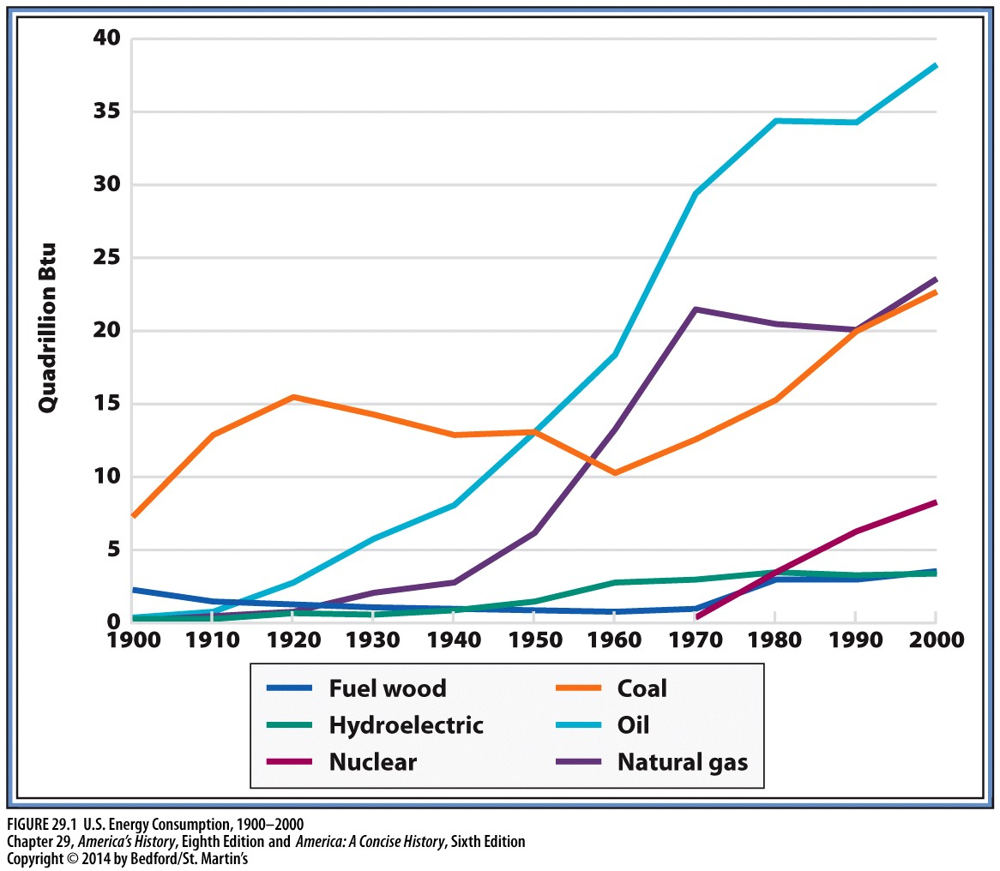 40
35
30
25
20
15
10
5
0
Quadrillion Btu
1900 1910 1920 1930 1940 1950 1960 1970 1980 1990 2000
Fuel wood Coal
Hydroelectric Oil
Nuclear Natural gas
FIGURE 29.1 U.S. Energy Consumption, 1900–2000
Chapter 29, America's History, Eighth Edition and America: A Concise History, Sixth Edition
Copyright © 2014 by Bedford/St. Martin's